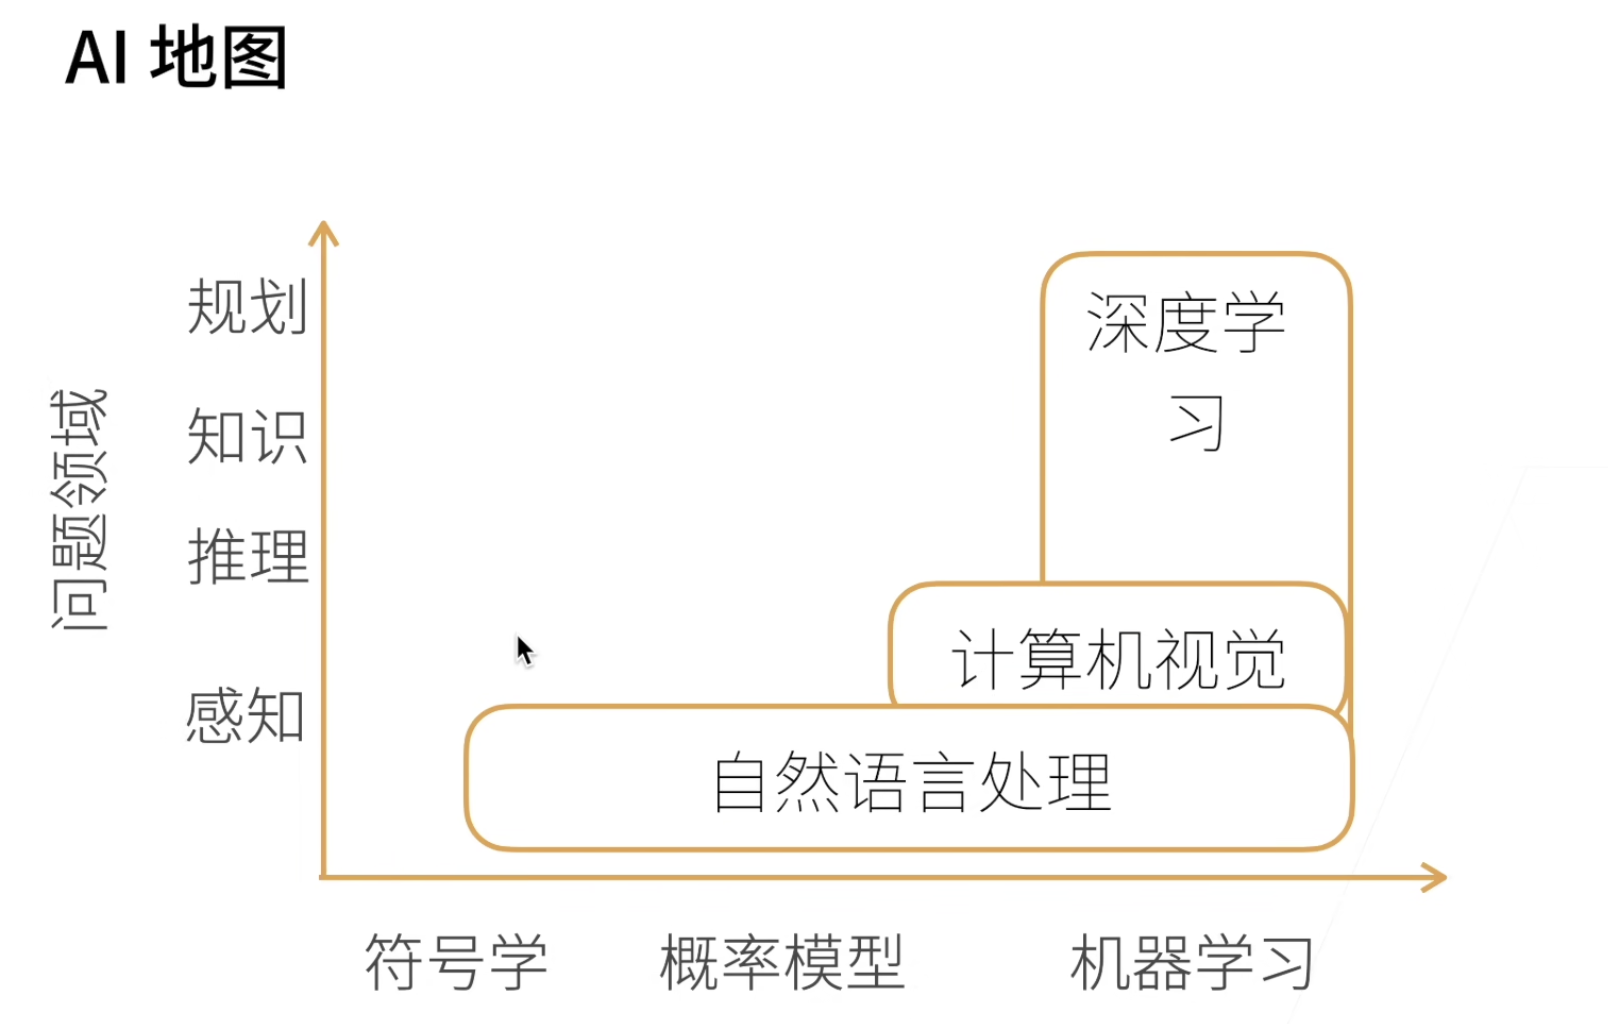 AI 地图
问题领域
规划
知识
推理
感知
深度学
习
计算机视觉
自然语言处理
符号学
概率模型
机器学习